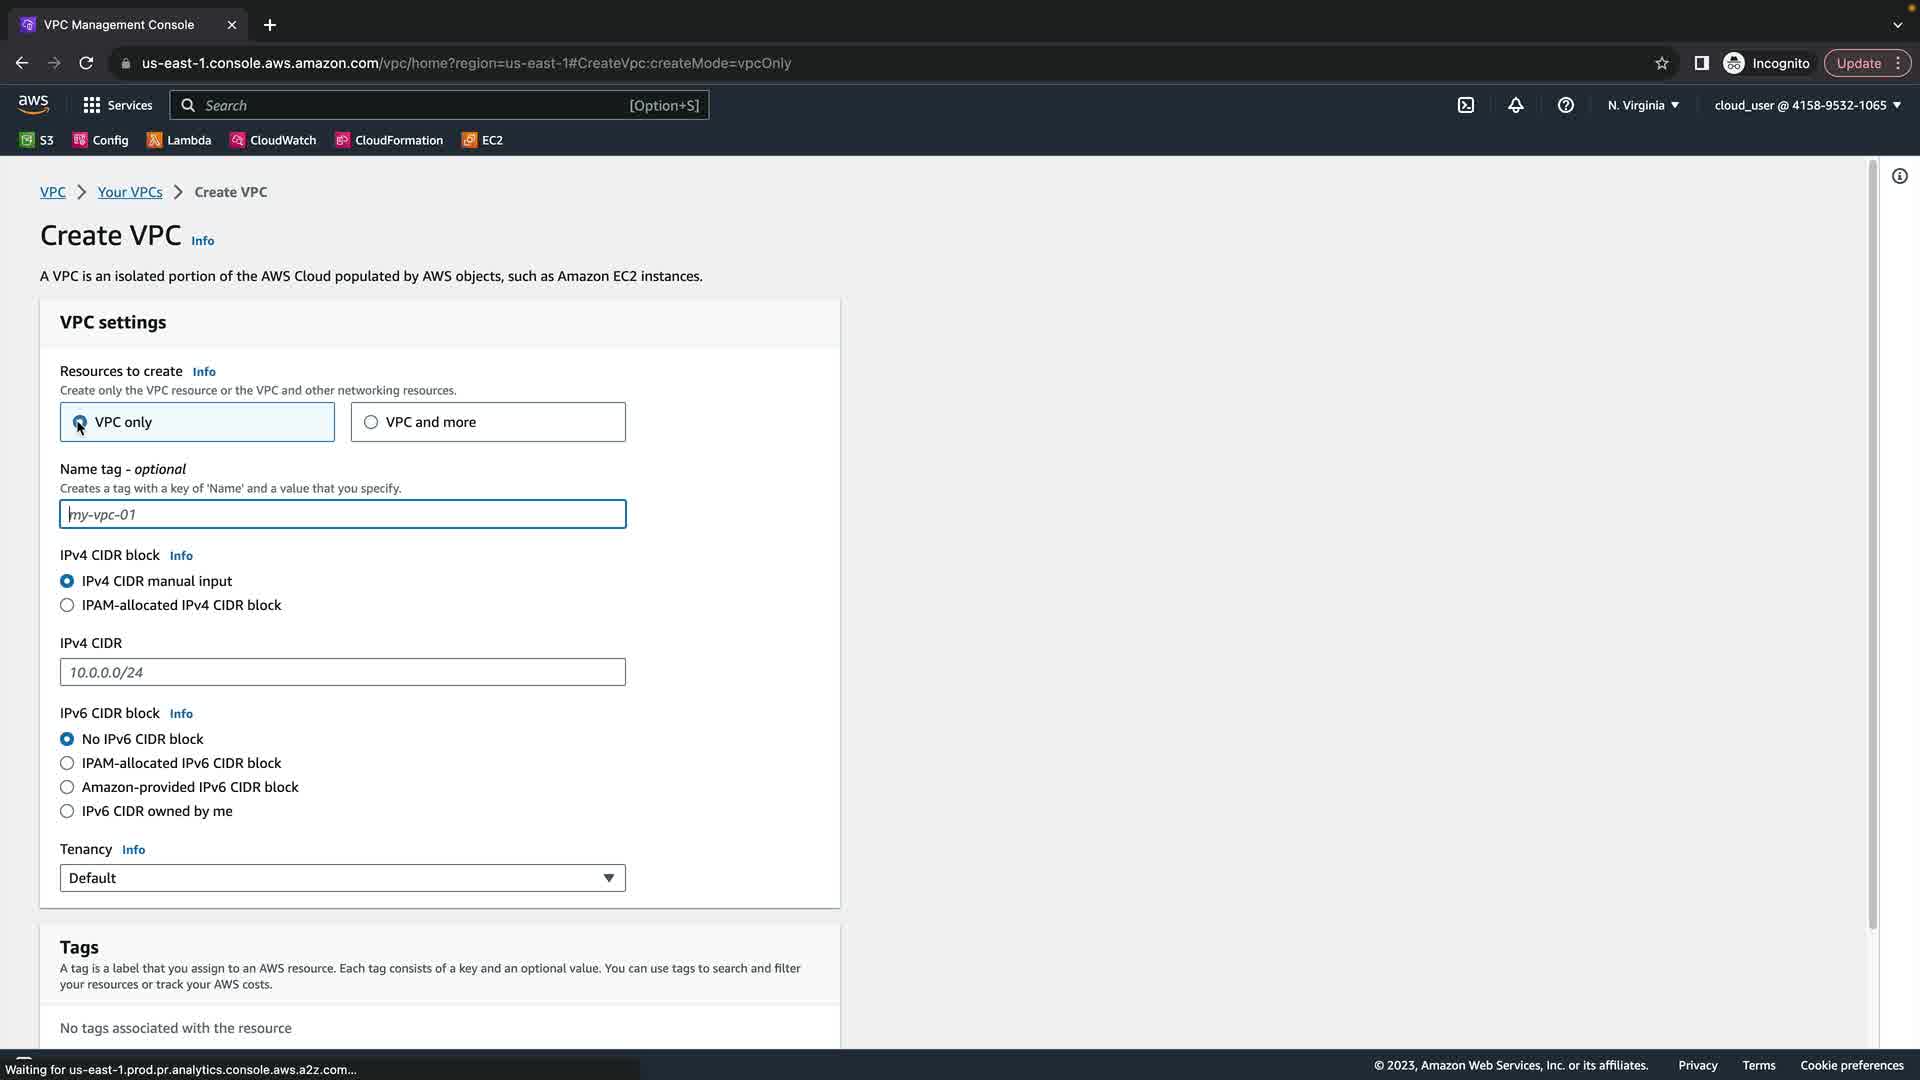 VPC Management Console
us-east-1.console.aws.amazon.com/vpc/home?region=us-east-1#CreateVpc:createMode=vpcOnly
Incognito
Update
aws
Services
Search
[Option+S]
N. Virginia
cloud_user @ 4158-9532-1065
S3
Config
Lambda
CloudWatch
CloudFormation
EC2
VPC
Your VPCs
Create VPC
Create VPC Info
A VPC is an isolated portion of the AWS Cloud populated by AWS objects, such as Amazon EC2 instances.
VPC settings
Resources to create Info
Create only the VPC resource or the VPC and other networking resources.
VPC only
VPC and more
Name tag - optional
Creates a tag with a key of 'Name' and a value that you specify.
my-vpc-01
IPv4 CIDR block Info
IPv4 CIDR manual input
IPAM-allocated IPv4 CIDR block
IPv4 CIDR
10.0.0.0/24
IPv6 CIDR block Info
No IPv6 CIDR block
IPAM-allocated IPv6 CIDR block
Amazon-provided IPv6 CIDR block
IPv6 CIDR owned by me
Tenancy Info
Default
Tags
A tag is a label that you assign to an AWS resource. Each tag consists of a key and an optional value. You can use tags to search and filter
your resources or track your AWS costs.
No tags associated with the resource
Waiting for us-east-1.prod.pr.analytics.console.aws.a2z.com...
© 2023, Amazon Web Services, Inc. or its affiliates.
Privacy
Terms
Cookie preferences